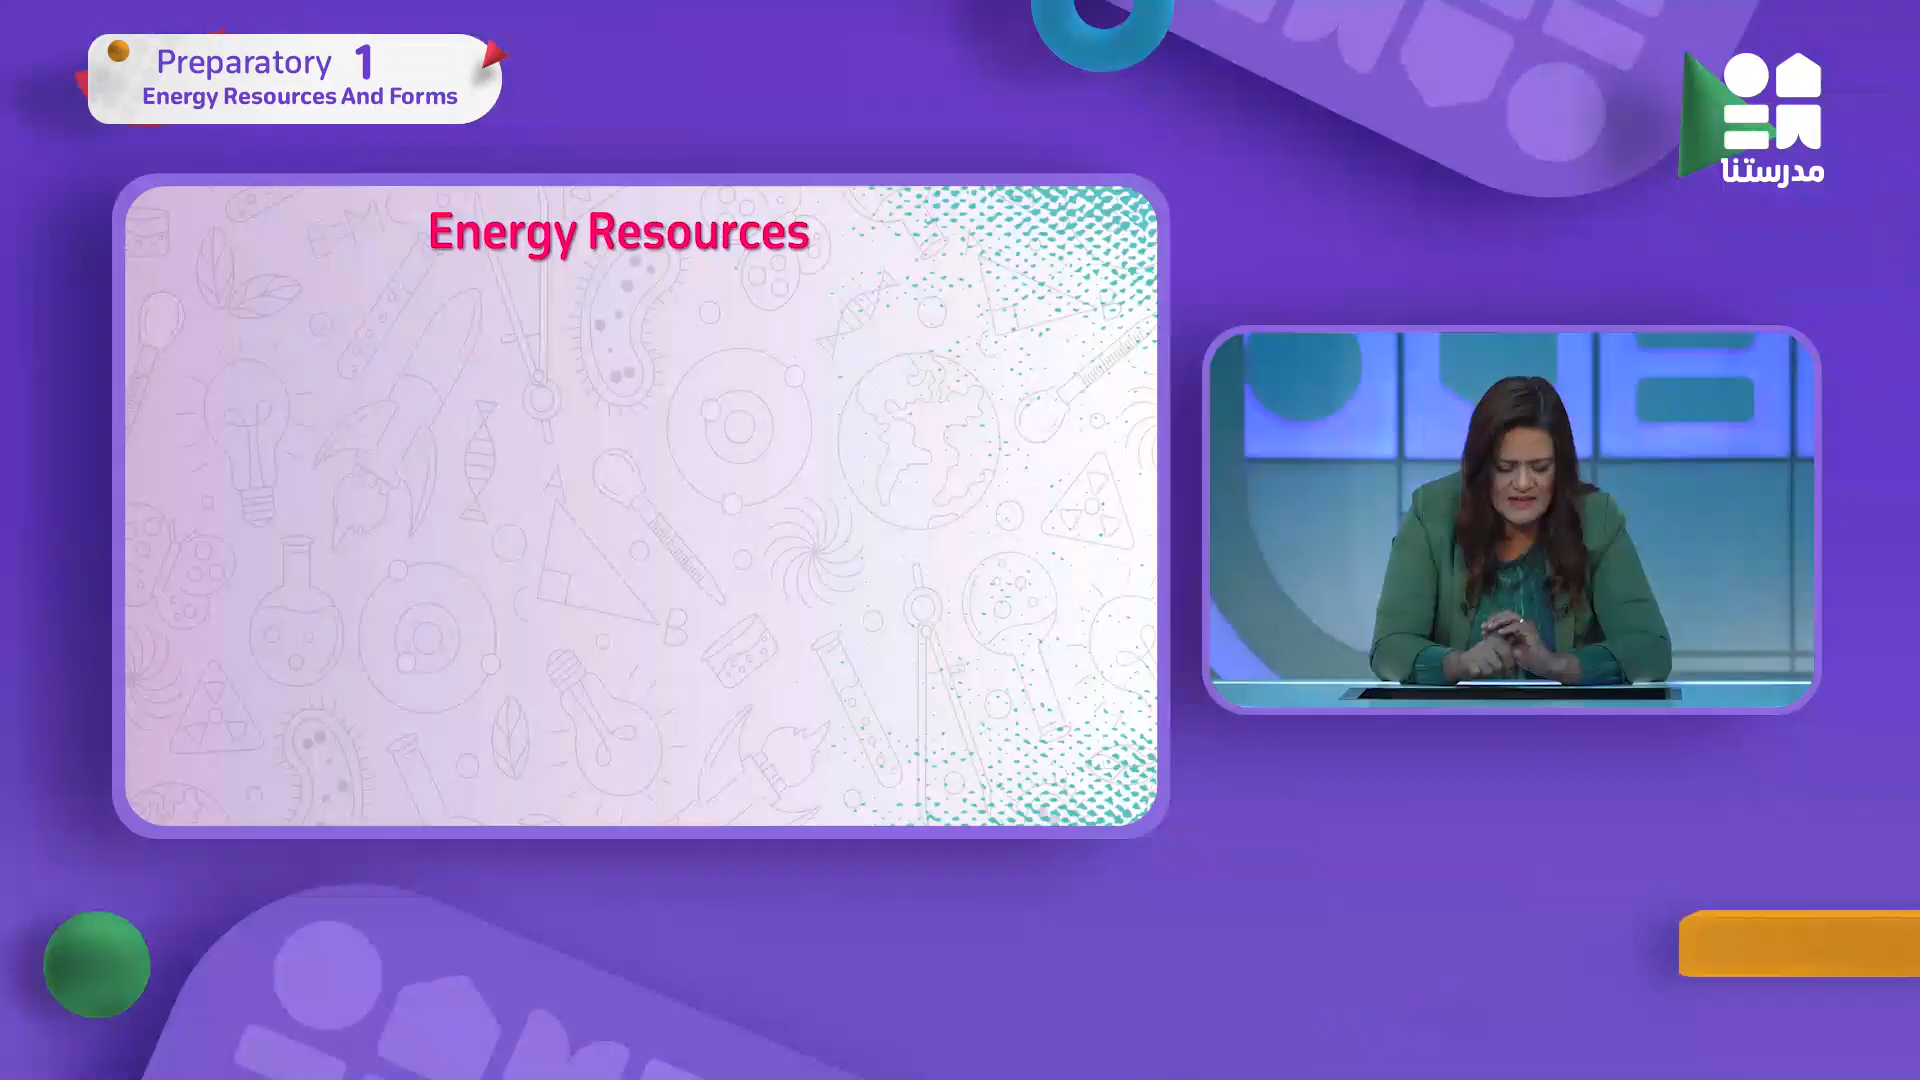 Preparatory 1
Energy Resources And Forms
مدرستنا
Energy Resources
A
B